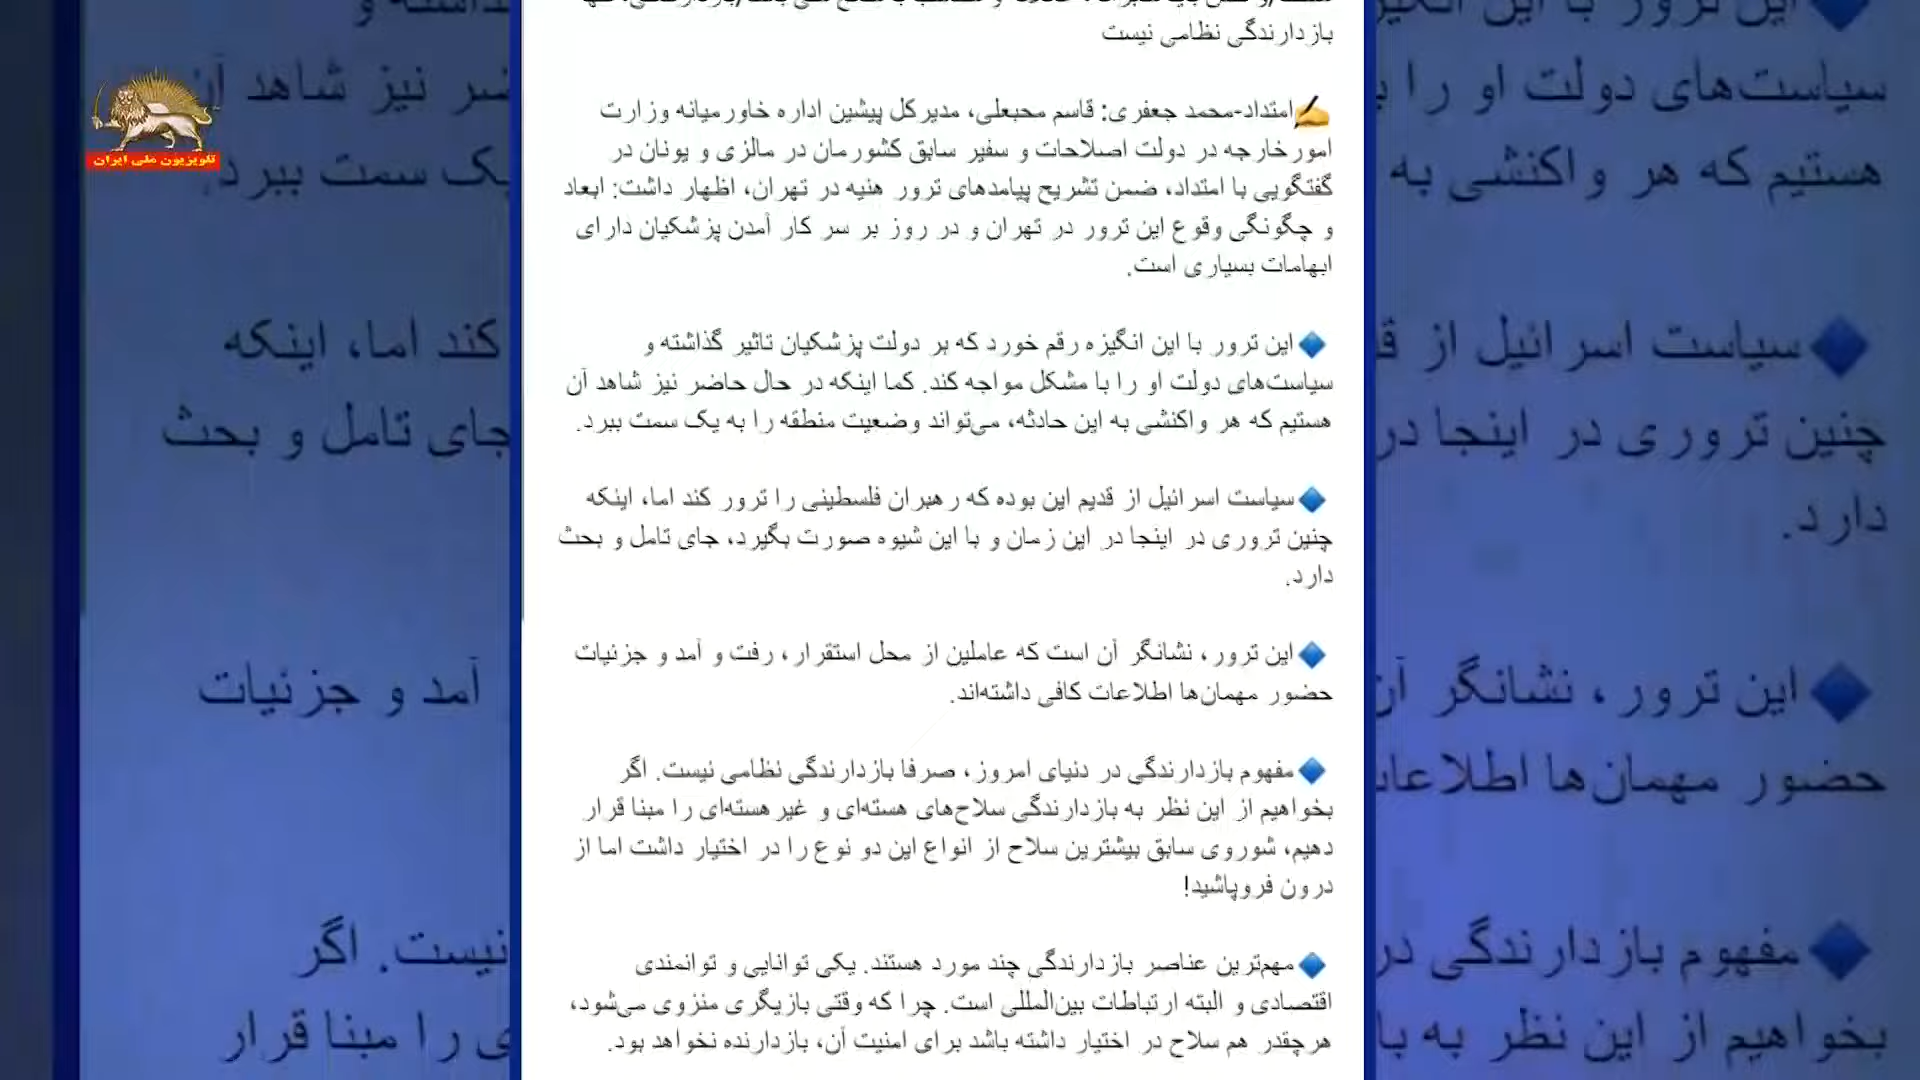 بازدارندگی نظامی نیست
امتداد-محمد جعفری: قاسم محبعلی، مدیرکل پیشین اداره خاورمیانه وزارت
امورخارجه در دولت اصلاحات و سفیر سابق کشورمان در مالزی و یونان در
گفتگویی با امتداد، ضمن تشریح پیامدهای ترور هنیه در تهران، اظهار داشت: ابعاد
و چگونگی وقوع این ترور در تهران و در روز بر سر کار آمدن پزشکیان دارای
ابهامات بسیاری است.
این ترور با این انگیزه رقم خورد که بر دولت پزشکیان تاثیر گذاشته و
سیاست‌های دولت او را با مشکل مواجه کند. کما اینکه در حال حاضر نیز شاهد آن
هستیم که هر واکنشی به این حادثه، می‌تواند وضعیت منطقه را به یک سمت ببرد.
سیاست اسرائیل از قدیم این بوده که رهبران فلسطینی را ترور کند اما، اینکه
چنین تروری در اینجا در این زمان و با این شیوه صورت بگیرد، جای تامل و بحث
دارد.
این ترور، نشانگر آن است که عاملین از محل استقرار، رفت و آمد و جزئیات
حضور مهمان‌ها اطلاعات کافی داشته‌اند.
مفهوم بازدارندگی در دنیای امروز، صرفا بازدارندگی نظامی نیست. اگر
بخواهیم از این نظر به بازدارندگی سلاح‌های هسته‌ای و غیرهسته‌ای را مبنا قرار
دهیم، شوروی سابق بیشترین سلاح از انواع این دو نوع را در اختیار داشت اما از
درون فروپاشید!
مهم‌ترین عناصر بازدارندگی چند مورد هستند. یکی توانایی و توانمندی
اقتصادی و البته ارتباطات بین‌المللی است. چرا که وقتی بازیگری منزوی می‌شود،
هرچقدر هم سلاح در اختیار داشته باشد برای امنیت آن، بازدارنده نخواهد بود.
تلویزیون ملی ایران